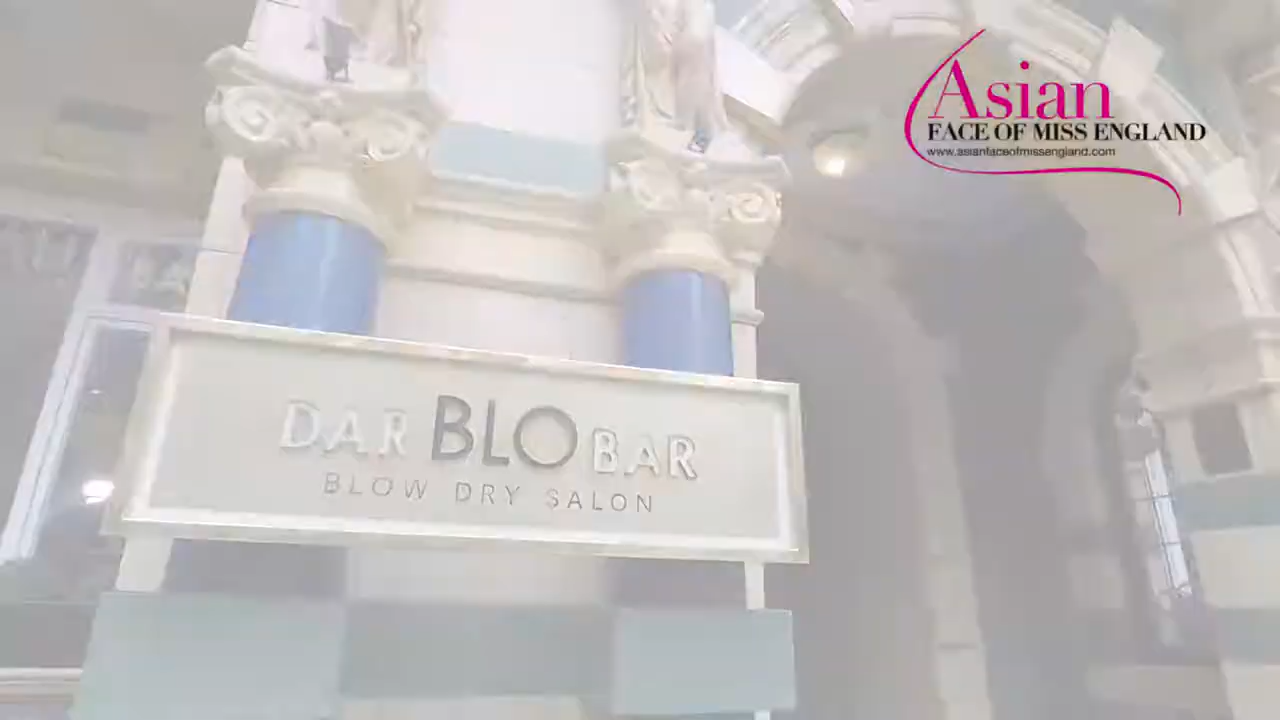 Asian
FACE OF MISS ENGLAND
www.asianfaceofmissengland.com
DAR BLO BAR
BLOW DRY SALON